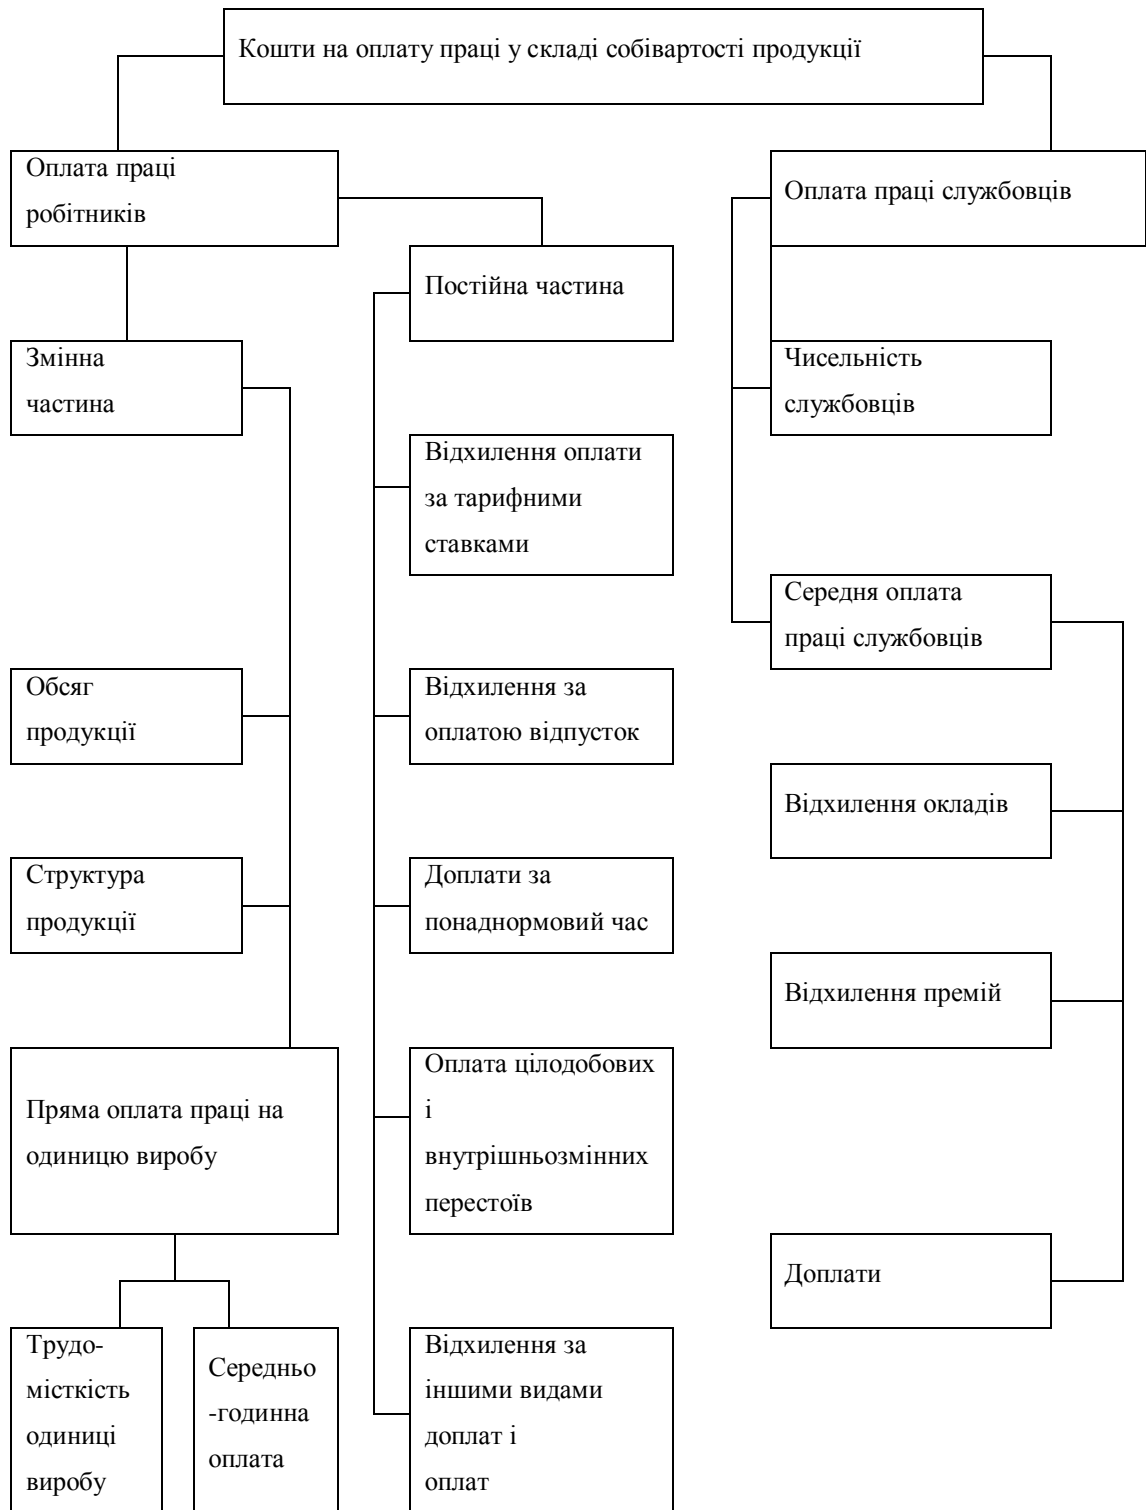 Кошти на оплату праці у складі собівартості продукції
Оплата праці
робітників
Оплата праці службовців
Постійна частина
Змінна
частина
Чисельність
службовців
Відхилення оплати
за тарифними
ставками
Середня оплата
праці службовців
Обсяг
продукції
Відхилення за
оплатою відпусток
Відхилення окладів
Структура
продукції
Доплати за
понаднормовий час
Відхилення премій
Пряма оплата праці на
одиницю виробу
Оплата цілодобових
і
внутрішньозмінних
перестоїв
Доплати
Трудо-
місткість
одиниці
виробу
Середньо
-годинна
оплата
Відхилення за
іншими видами
доплат і
оплат